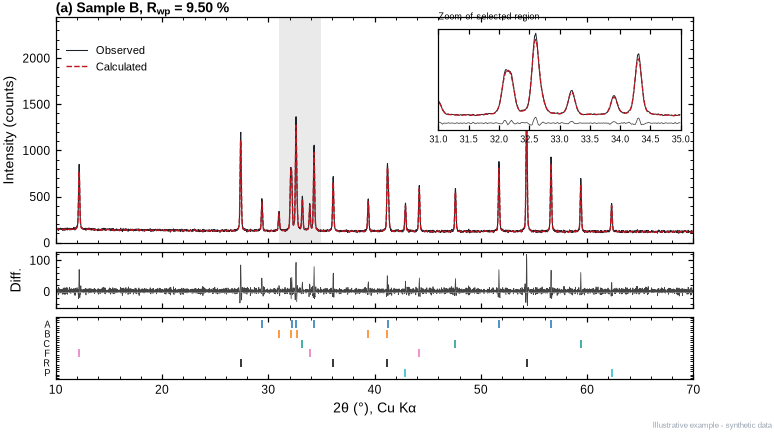 (a) Sample B, Rwp = 9.50 %
Zoom of selected region
Observed
Calculated
Intensity (counts)
2000
1500
1000
500
0
31.0 31.5 32.0 32.5 33.0 33.5 34.0 34.5 35.0
Diff.
100
0
A
B
C
F
R
P
10 20 30 40 50 60 70
2θ (°), Cu Kα
Illustrative example - synthetic data